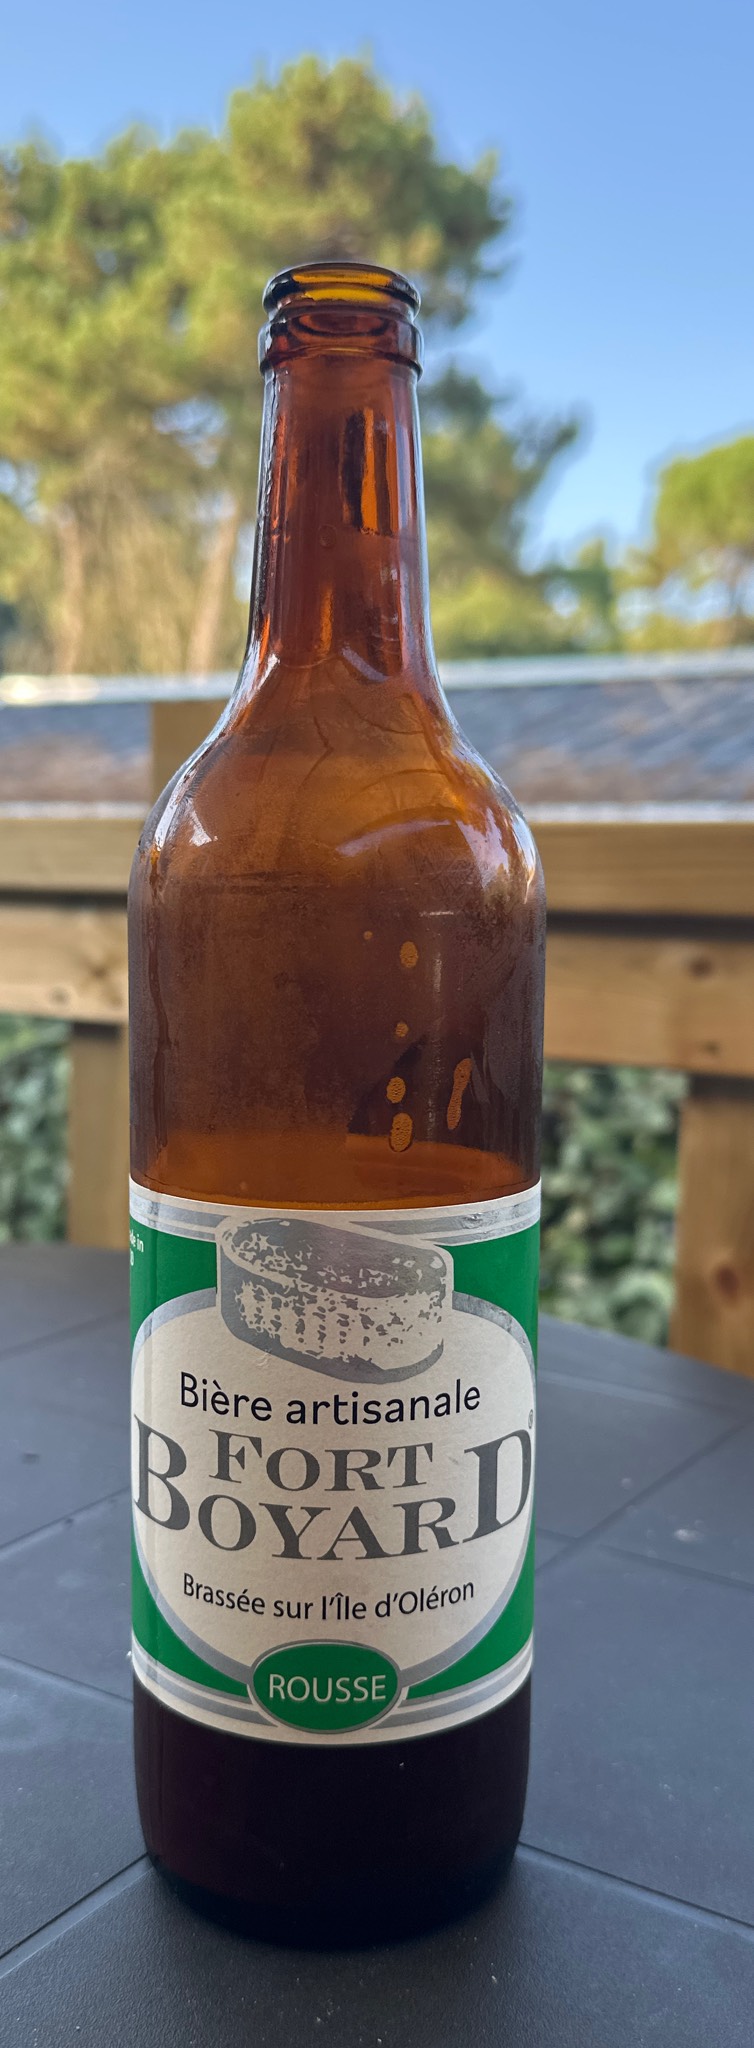 Bière artisanale
FORT
BOYARD®
Brassée sur l'Île d'Oléron
ROUSSE